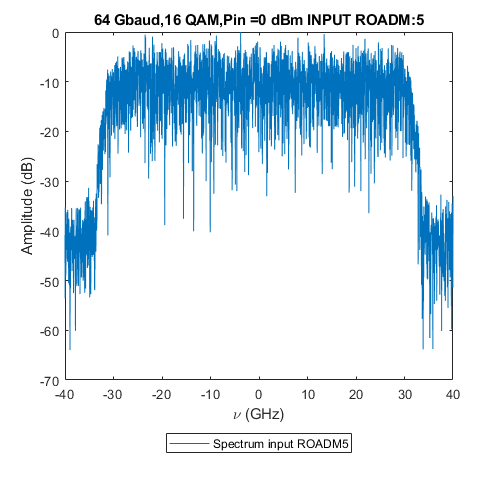 64 Gbaud,16 QAM,Pin =0 dBm INPUT ROADM:5
Amplitude (dB)
0
-10
-20
-30
-40
-50
-60
-70
-40 -30 -20 -10 0 10 20 30 40
ν (GHz)
Spectrum input ROADM5